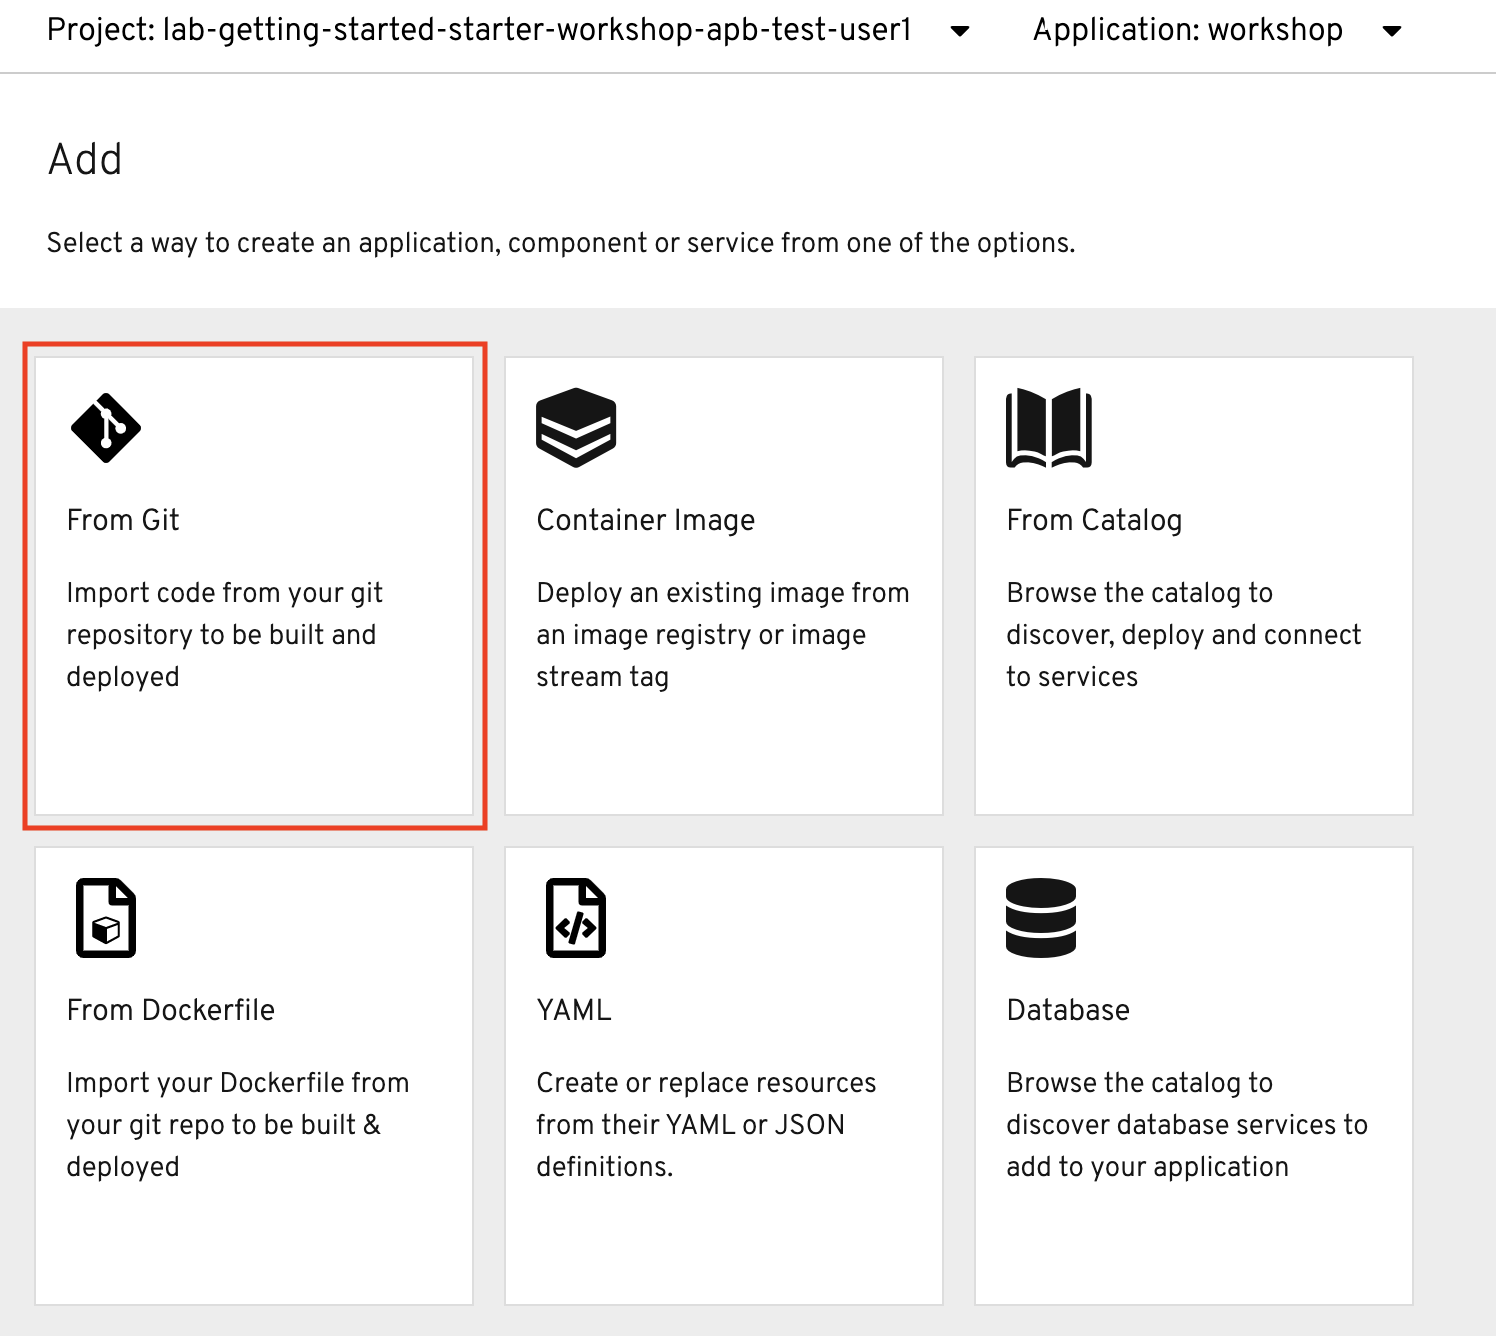 Project: lab-getting-started-starter-workshop-apb-test-user1 Application: workshop
Add
Select a way to create an application, component or service from one of the options.
From Git
Import code from your git
repository to be built and
deployed
Container Image
Deploy an existing image from
an image registry or image
stream tag
From Catalog
Browse the catalog to
discover, deploy and connect
to services
From Dockerfile
Import your Dockerfile from
your git repo to be built &
deployed
YAML
Create or replace resources
from their YAML or JSON
definitions.
Database
Browse the catalog to
discover database services to
add to your application